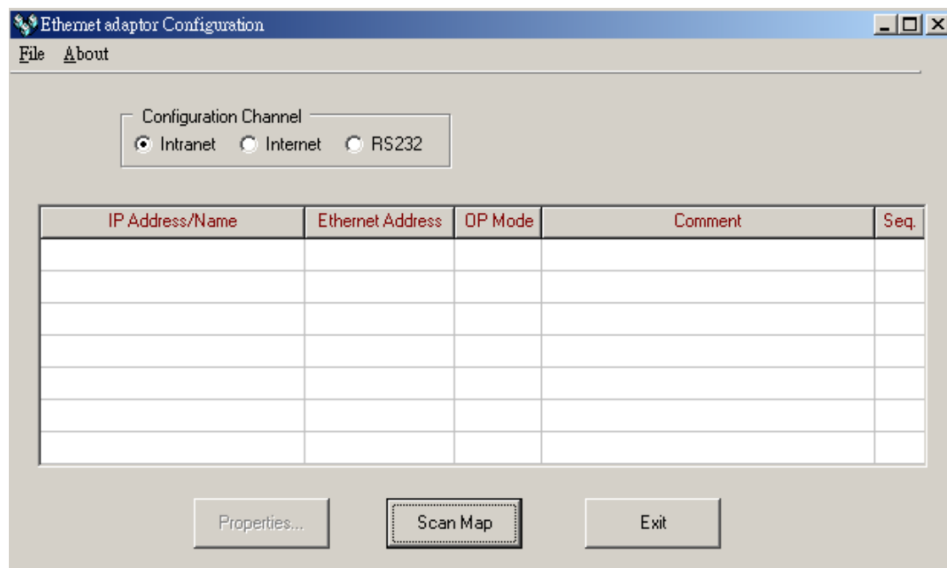 Ethernet adaptor Configuration
File About
Configuration Channel
Intranet Internet RS232
IP Address/Name Ethernet Address OP Mode Comment Seq.
Properties... Scan Map Exit